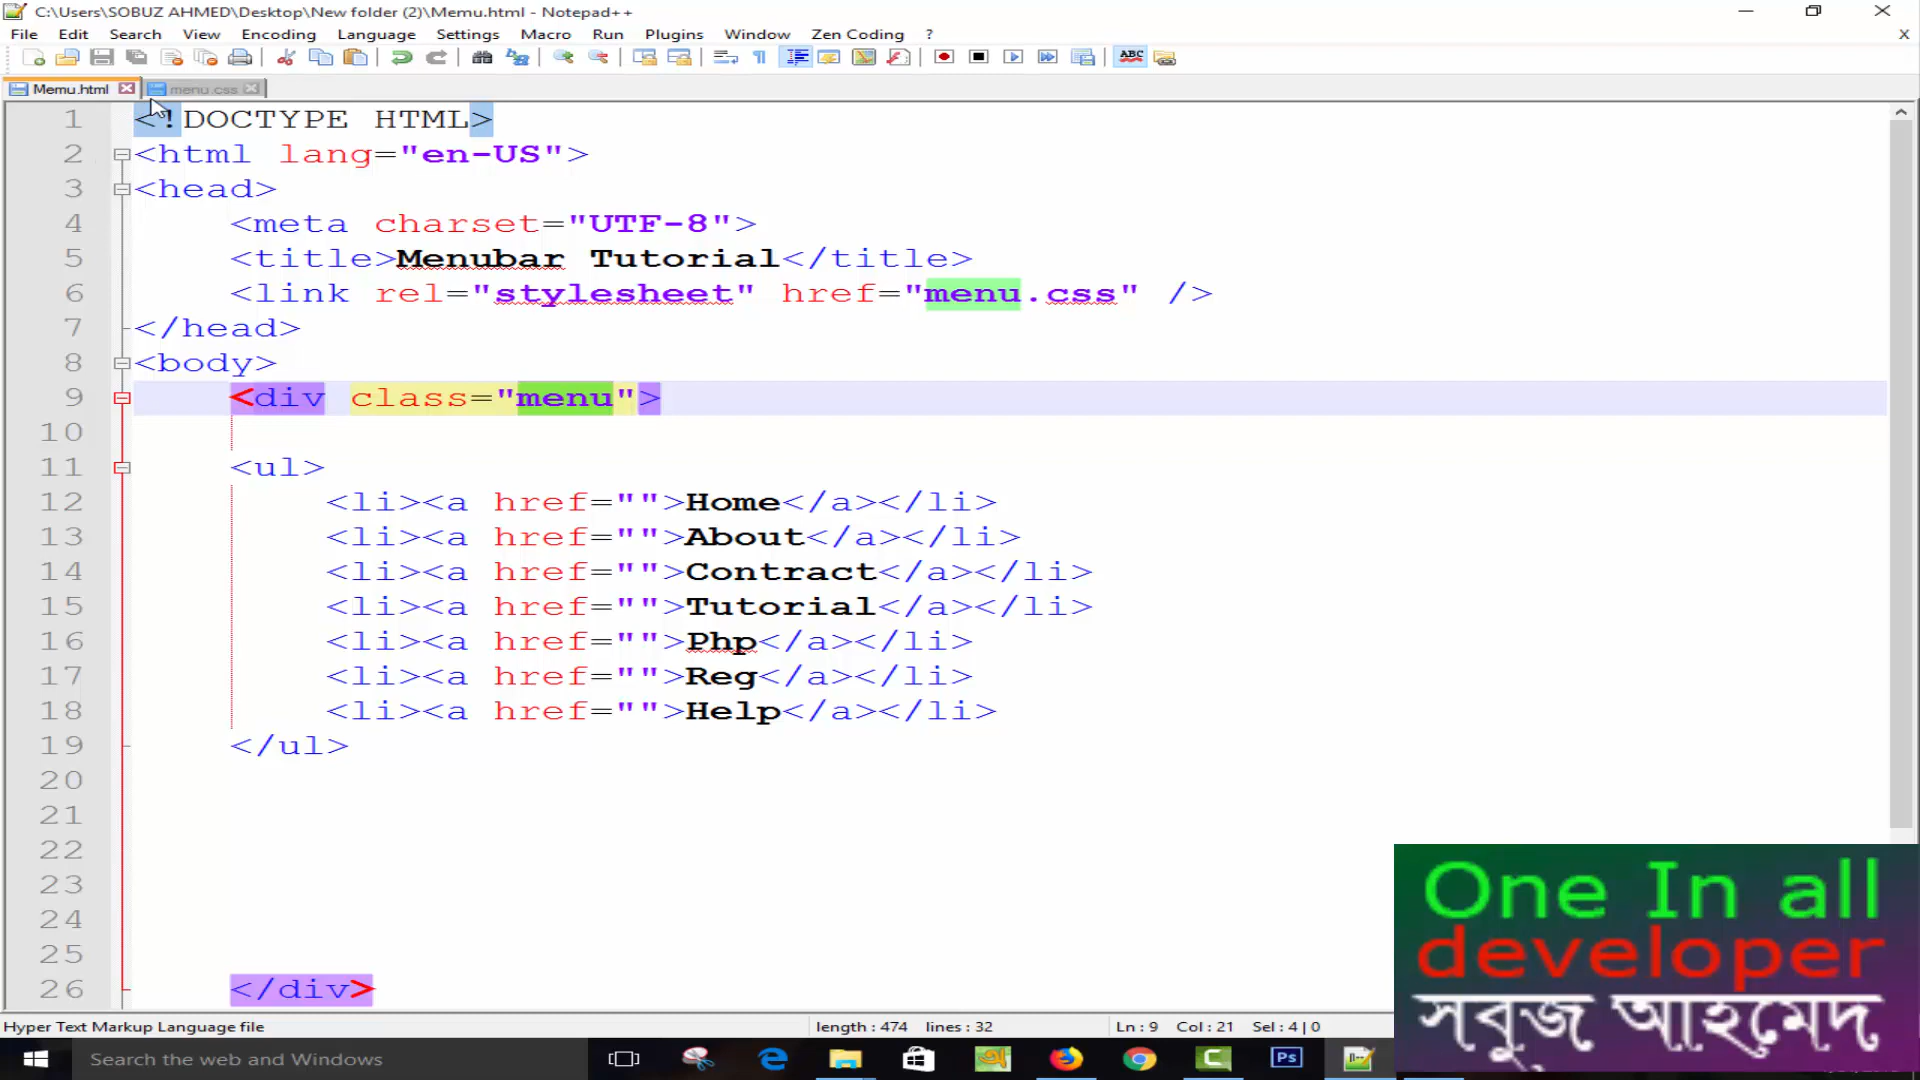 C:\Users\SOBUZ AHMED\Desktop\New folder (2)\Memu.html - Notepad++
File Edit Search View Encoding Language Settings Macro Run Plugins Window Zen Coding ? X
ABC
Memu.html menu.css
1 <!DOCTYPE HTML>
2 <html lang="en-US">
3 <head>
4 <meta charset="UTF-8">
5 <title>Menubar Tutorial</title>
6 <link rel="stylesheet" href="menu.css" />
7 </head>
8 <body>
9 <div class="menu">
10
11 <ul>
12 <li><a href="">Home</a></li>
13 <li><a href="">About</a></li>
14 <li><a href="">Contract</a></li>
15 <li><a href="">Tutorial</a></li>
16 <li><a href="">Php</a></li>
17 <li><a href="">Reg</a></li>
18 <li><a href="">Help</a></li>
19 </ul>
20
21
22
23
24
25
26 </div>
One In all
developer
সবুজ আহমেদ
Hyper Text Markup Language file length : 474 lines : 32 Ln : 9 Col : 21 Sel : 4 | 0
Search the web and Windows
Ps